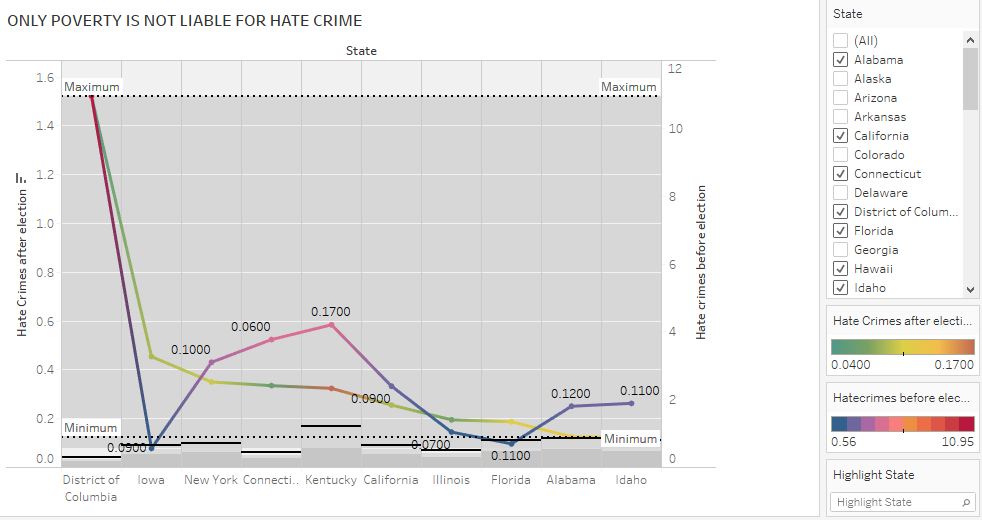 ONLY POVERTY IS NOT LIABLE FOR HATE CRIME
State
Hate Crimes after election
1.6
1.4
1.2
1.0
0.8
0.6
0.4
0.2
0.0
Maximum
Maximum
Minimum
Minimum
0.0900
0.1000
0.0600
0.1700
0.0900
0.0700
0.1100
0.1200
0.1100
12
10
8
6
4
2
0
Hate crimes before election
District of
Columbia
Iowa
New York
Connecti..
Kentucky
California
Illinois
Florida
Alabama
Idaho
State
(All)
Alabama
Alaska
Arizona
Arkansas
California
Colorado
Connecticut
Delaware
District of Colum...
Florida
Georgia
Hawaii
Idaho
Hate Crimes after electi...
0.0400 0.1700
Hatecrimes before elec...
0.56 10.95
Highlight State
Highlight State